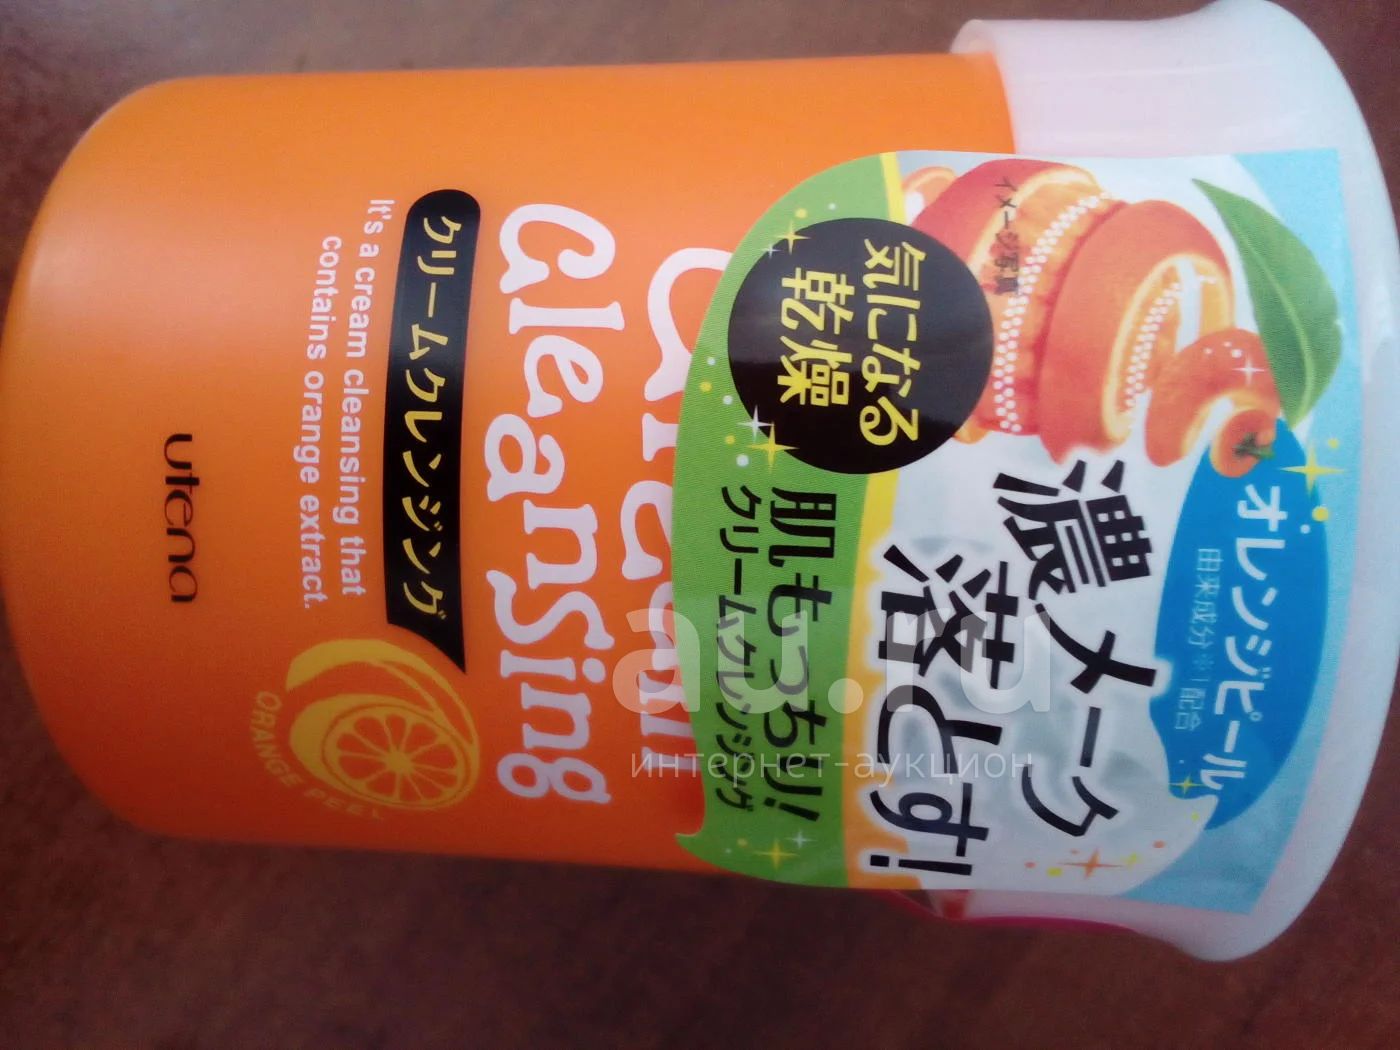 オレンジピール
由来成分※1配合
イメージ写真
濃メーク
落とす!
気になる
乾燥
肌もっちり!
クリームクレンジング
Cream
Cleansing
クリームクレンジング
It's a cream cleansing that
contains orange extract.
ORANGE PEEL
utena
au.ru
интернет-аукцион